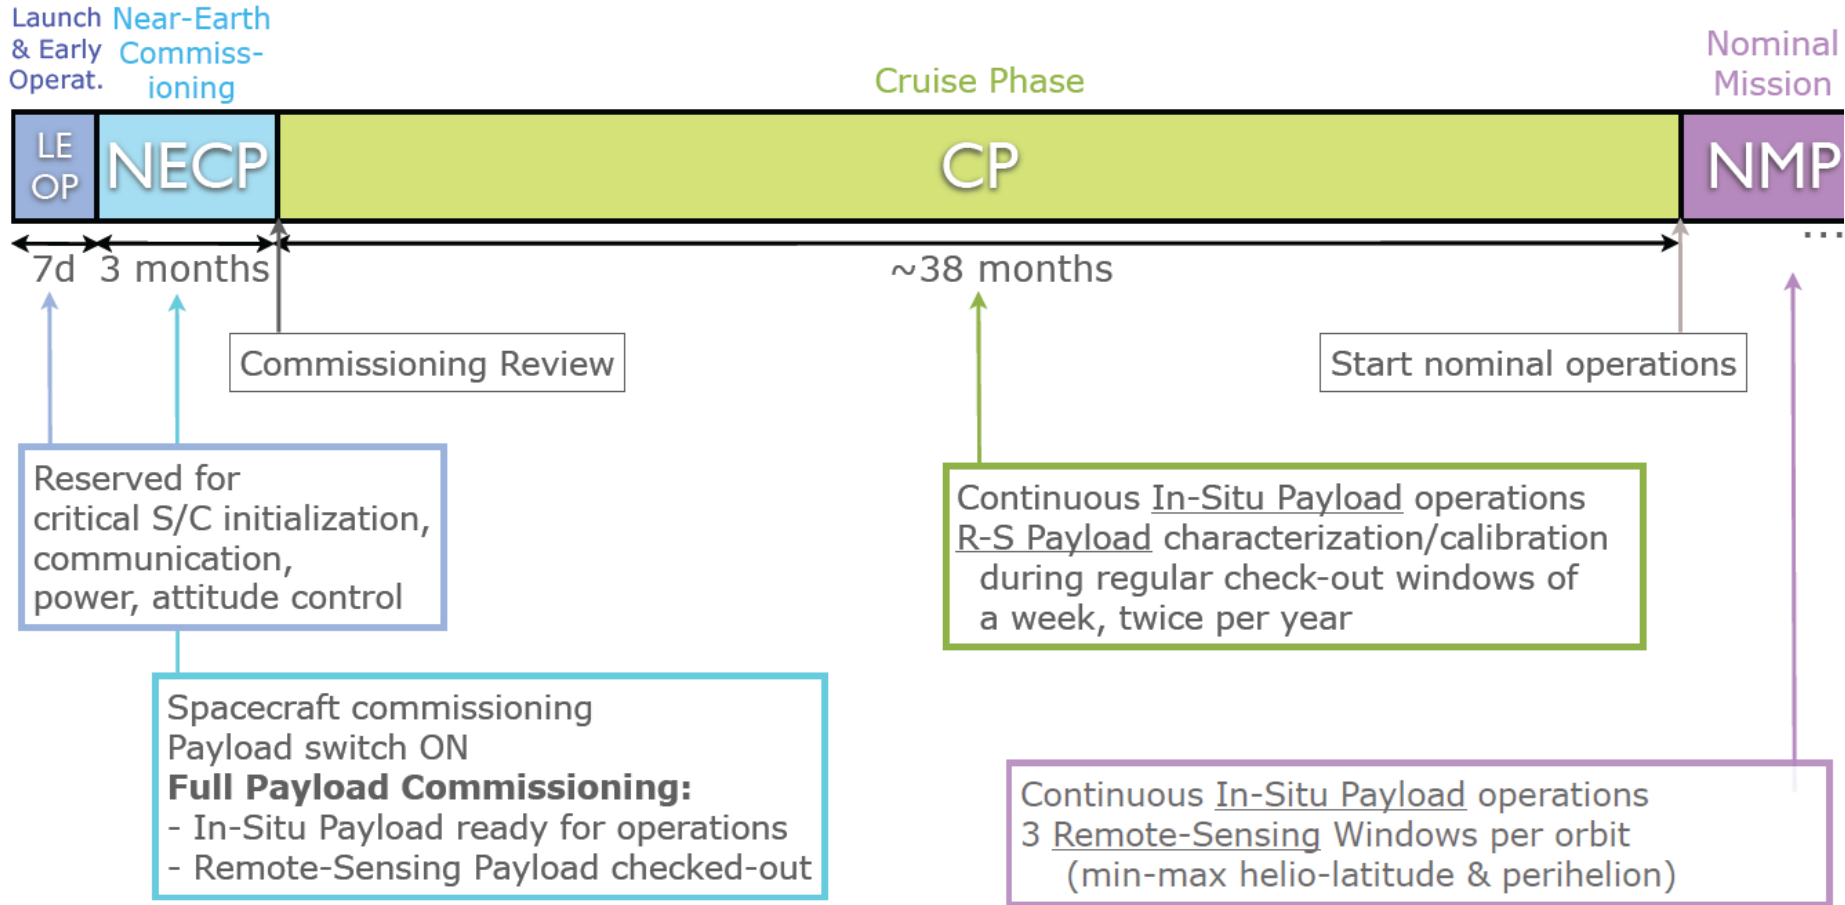 Launch
& Early
Operat.
Near-Earth
Commiss-
ioning
Cruise Phase
Nominal
Mission
LE
OP
NECP
CP
NMP
7d
3 months
~38 months
...
Commissioning Review
Start nominal operations
Reserved for
critical S/C initialization,
communication,
power, attitude control
Continuous In-Situ Payload operations
R-S Payload characterization/calibration
during regular check-out windows of
a week, twice per year
Spacecraft commissioning
Payload switch ON
Full Payload Commissioning:
- In-Situ Payload ready for operations
- Remote-Sensing Payload checked-out
Continuous In-Situ Payload operations
3 Remote-Sensing Windows per orbit
(min-max helio-latitude & perihelion)